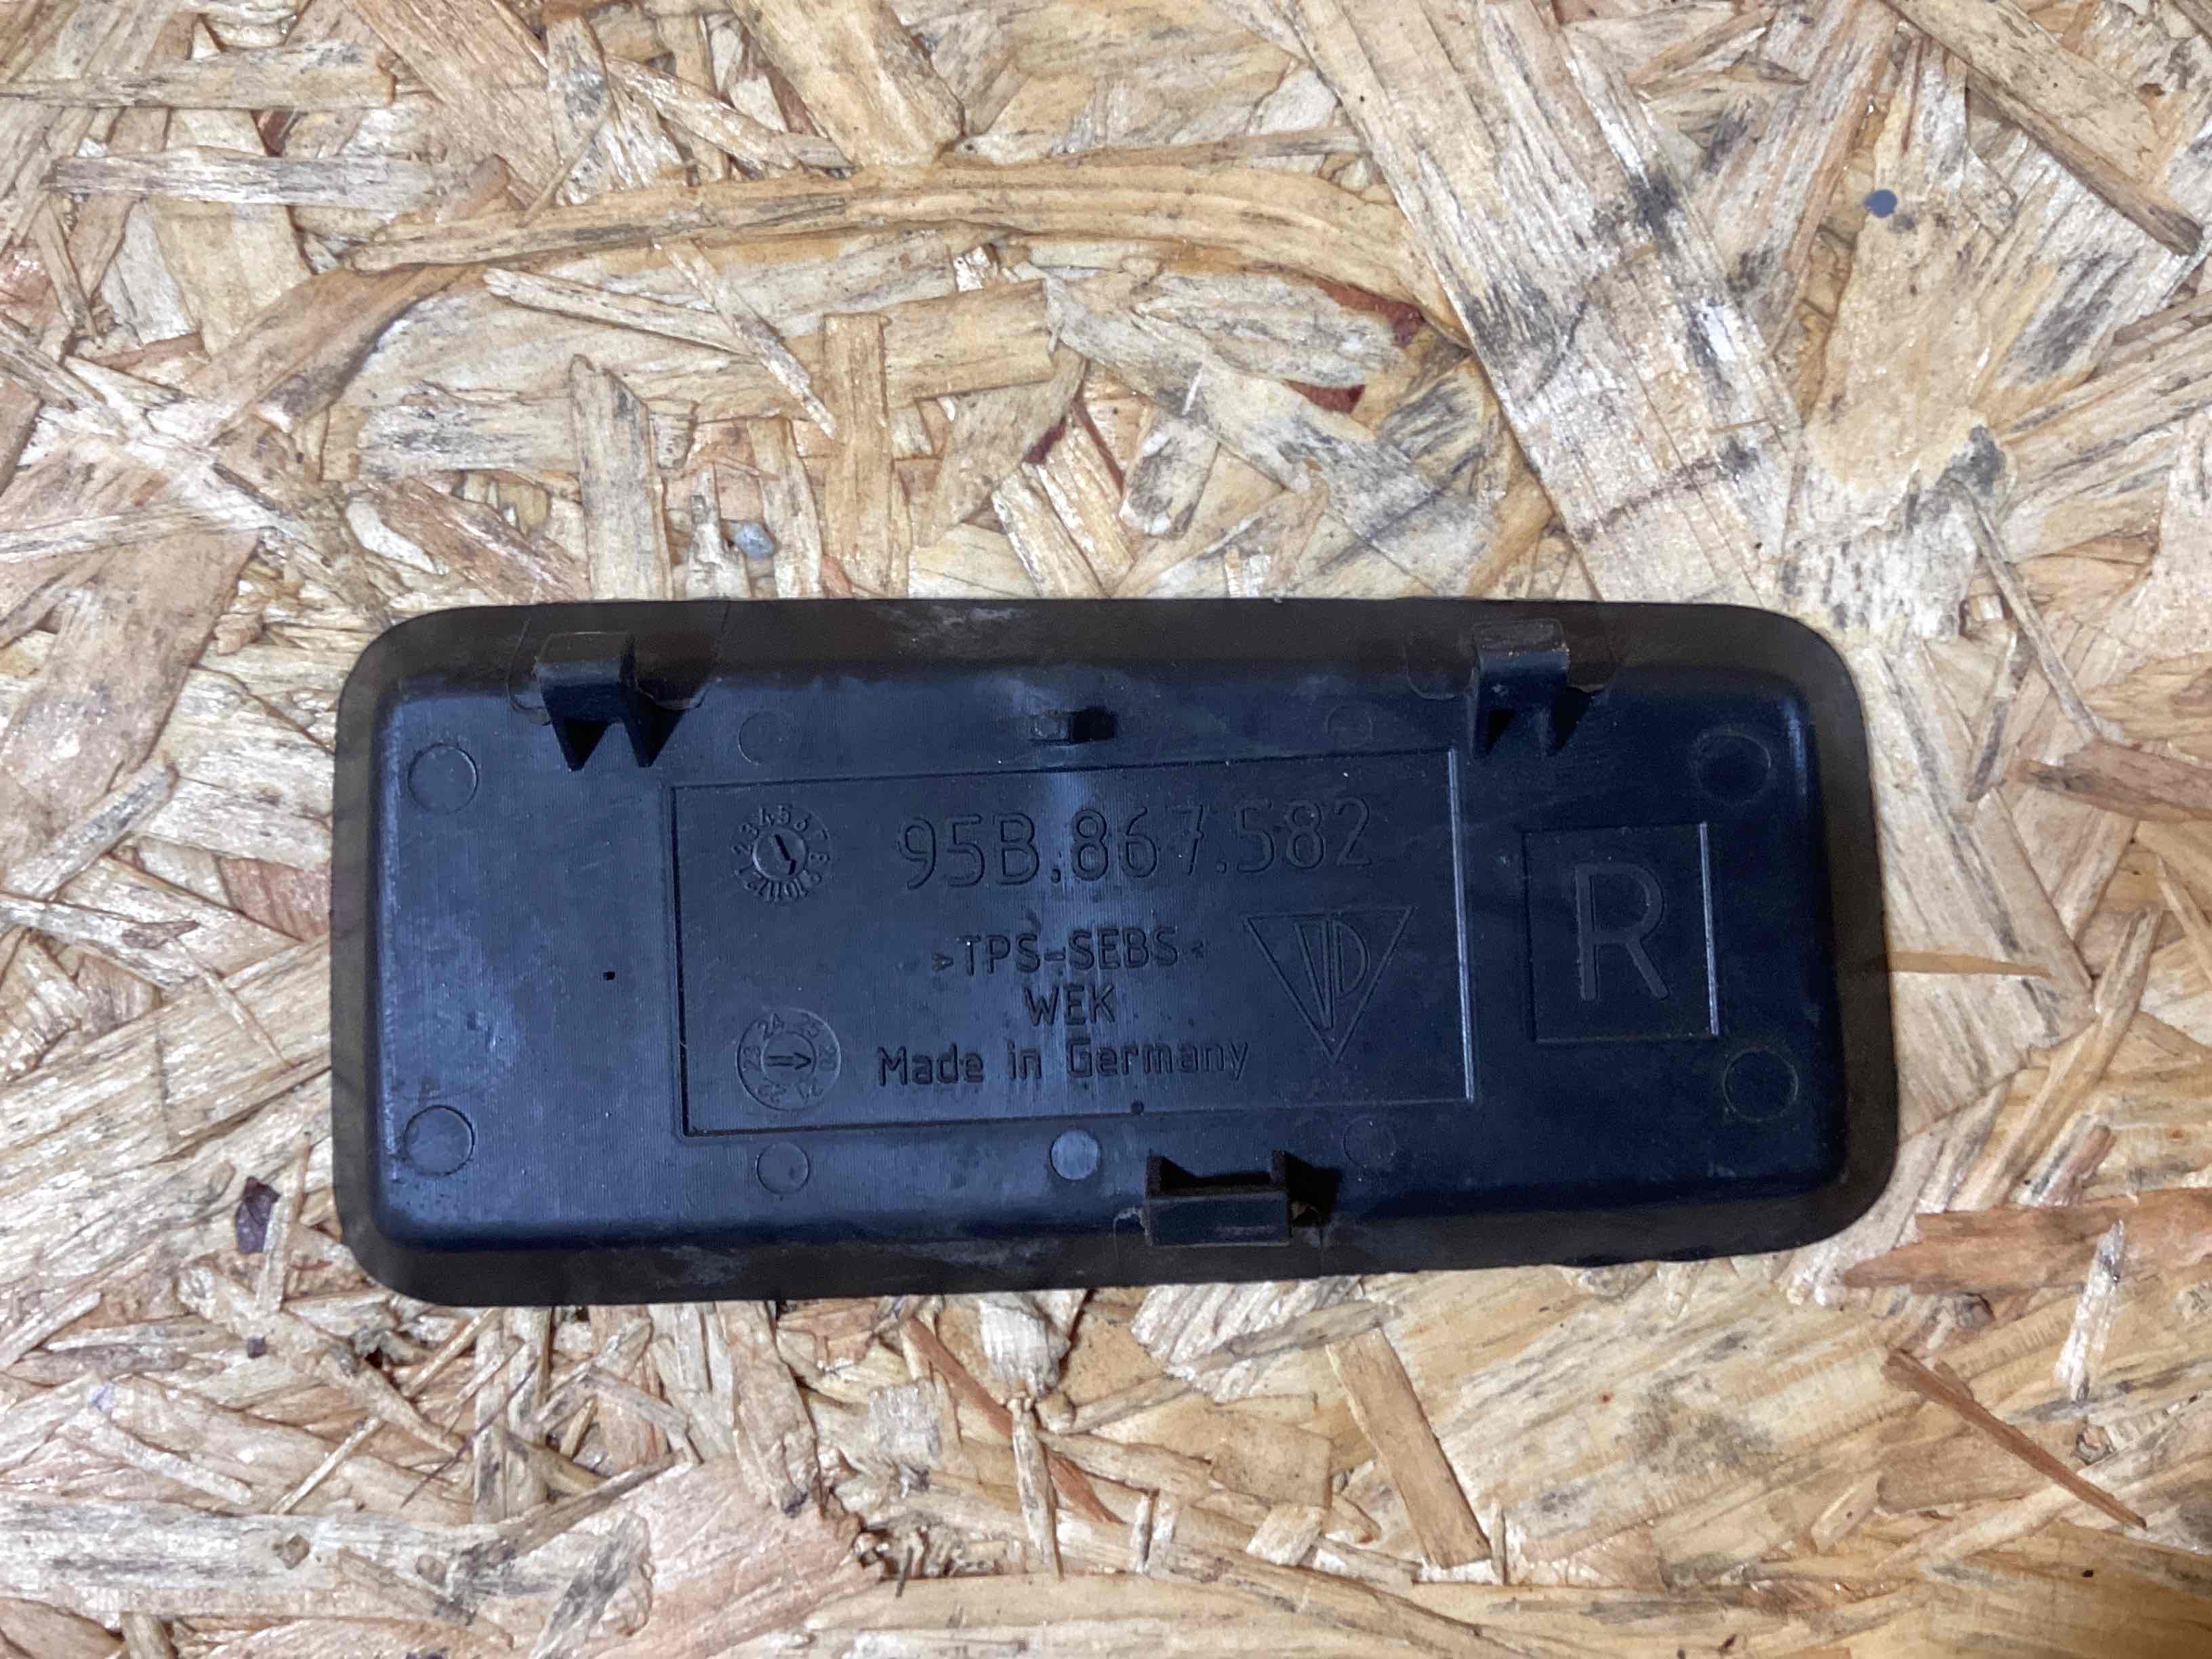 95B.867.582
>TPS-SEBS<
WEK
Made in Germany
R